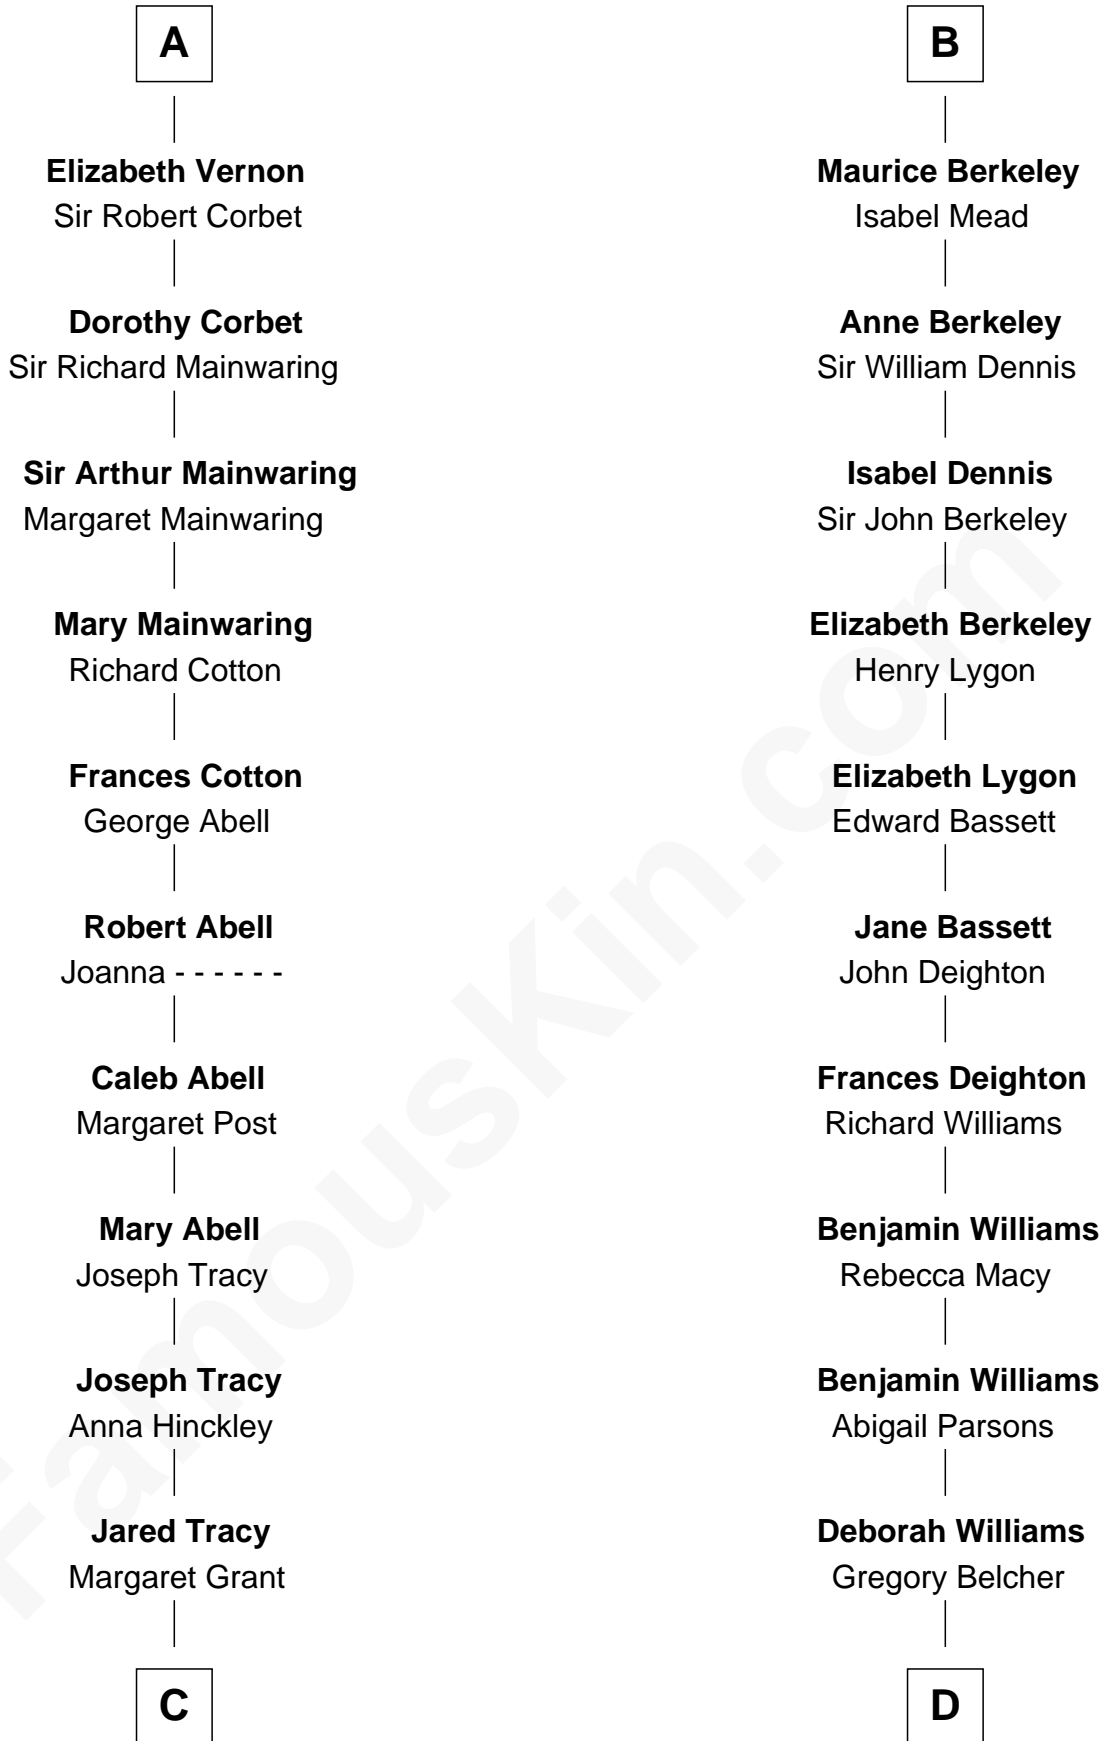 A
Elizabeth Vernon
Sir Robert Corbet
Dorothy Corbet
Sir Richard Mainwaring
Sir Arthur Mainwaring
Margaret Mainwaring
Mary Mainwaring
Richard Cotton
Frances Cotton
George Abell
Robert Abell
Joanna - - - - - -
Caleb Abell
Margaret Post
Mary Abell
Joseph Tracy
Joseph Tracy
Anna Hinckley
Jared Tracy
Margaret Grant
C
B
Maurice Berkeley
Isabel Mead
Anne Berkeley
Sir William Dennis
Isabel Dennis
Sir John Berkeley
Elizabeth Berkeley
Henry Lygon
Elizabeth Lygon
Edward Bassett
Jane Bassett
John Deighton
Frances Deighton
Richard Williams
Benjamin Williams
Rebecca Macy
Benjamin Williams
Abigail Parsons
Deborah Williams
Gregory Belcher
D
FamousKin.com